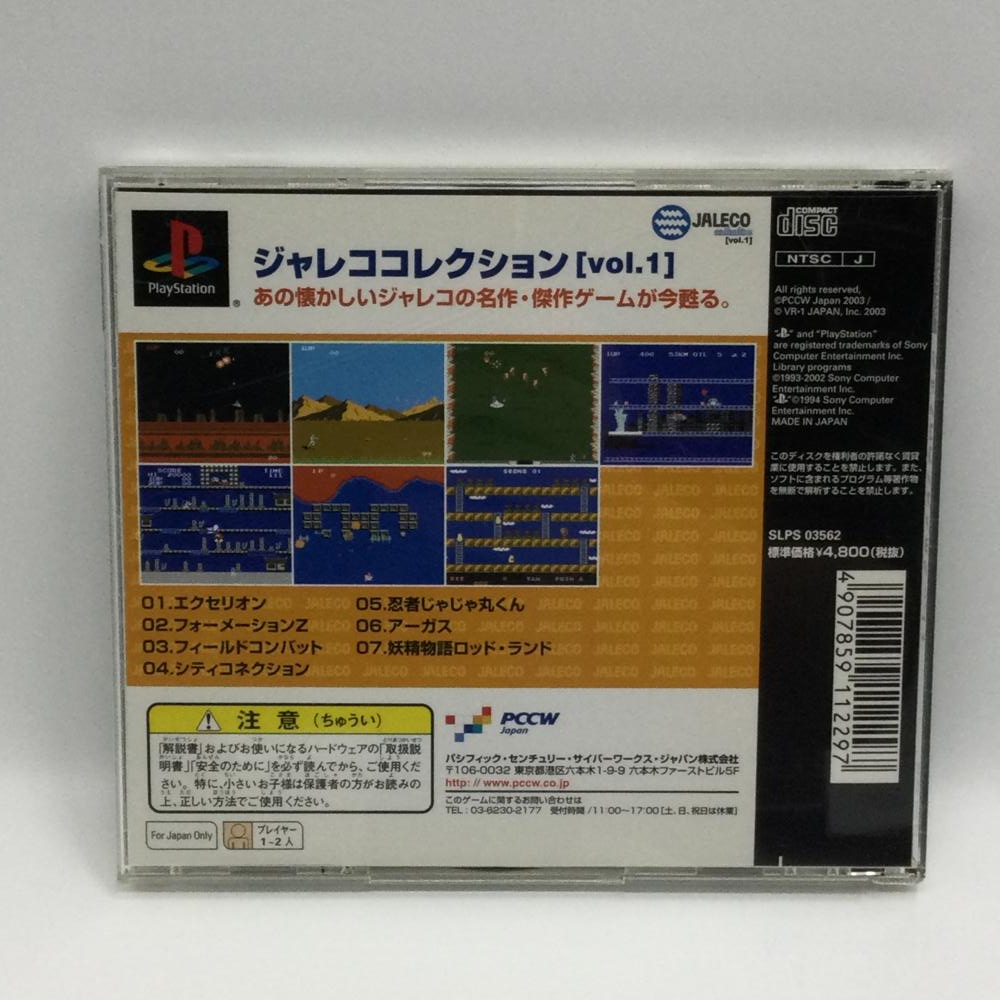 PlayStation
®
ジャレココレクション[vol.1]
あの懐かしいジャレコの名作・傑作ゲームが今甦る。
JALECO
[vol.1]
COMPACT
disc
NTSC J
All rights reserved,
©PCCW Japan 2003 /
© VR-1 JAPAN, Inc. 2003
" " and "PlayStation"
are registered trademarks of Sony
Computer Entertainment Inc.
Library programs
©1993-2002 Sony Computer
Entertainment Inc.
" "©1994 Sony Computer
Entertainment Inc.
MADE IN JAPAN
このディスクを権利者の許諾なく賃貸
業に使用することを禁止します。また、
ソフトに含まれるプログラム等著作物
を無断で解析することを禁止します。
SLPS 03562
標準価格¥4,800(税抜)
4907859112297
01.エクセリオン
02.フォーメーションZ
03.フィールドコンバット
04.シティコネクション
05.忍者じゃじゃ丸くん
06.アーガス
07.妖精物語ロッド・ランド
注意(ちゅうい)
「解説書」およびお使いになるハードウェアの「取扱説
明書」「安全のために」を必ず読んでから、ご使用くだ
さい。特に、小さいお子様は保護者の方がお読みの
上、正しい方法でご使用ください。
For Japan Only
プレイヤー
1~2人
PCCW
Japan
パシフィック・センチュリー・サイバーワークス・ジャパン株式会社
〒106-0032 東京都港区六本木1-9-9 六本木ファーストビル5F
http://www.pccw.co.jp
このゲームに関するお問い合わせは
TEL：03-6230-2177 受付時間/11:00〜17:00[土、日、祝日は休業]